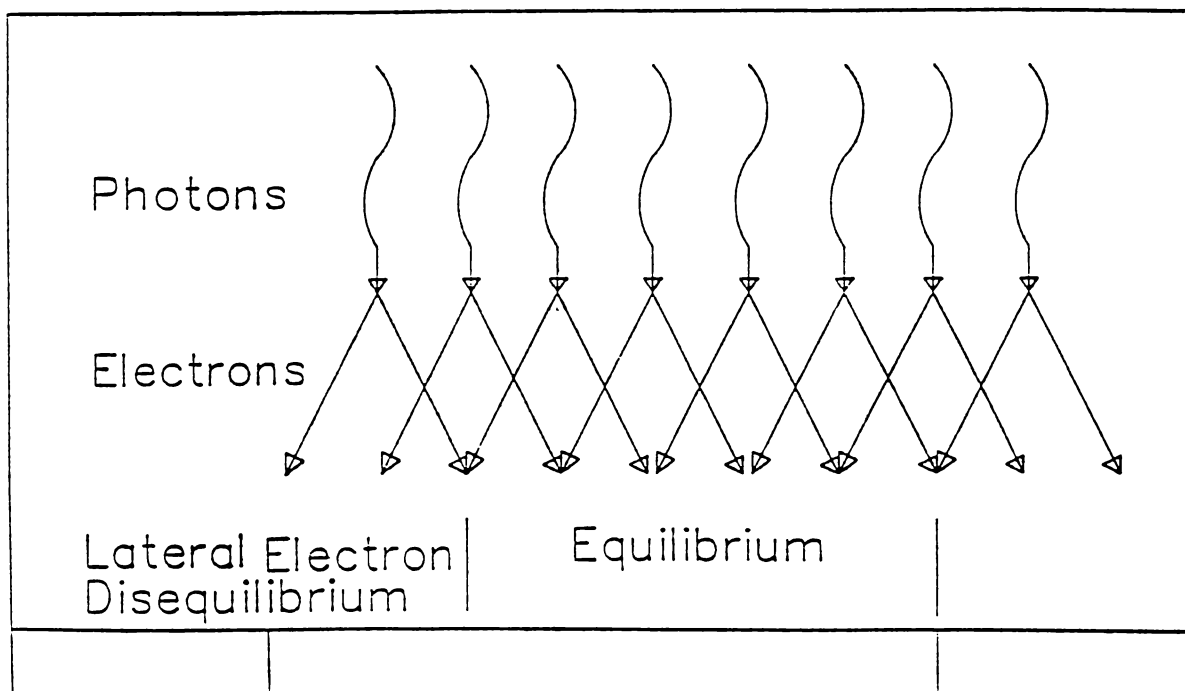 Photons
Electrons
Lateral Electron
Disequilibrium
Equilibrium